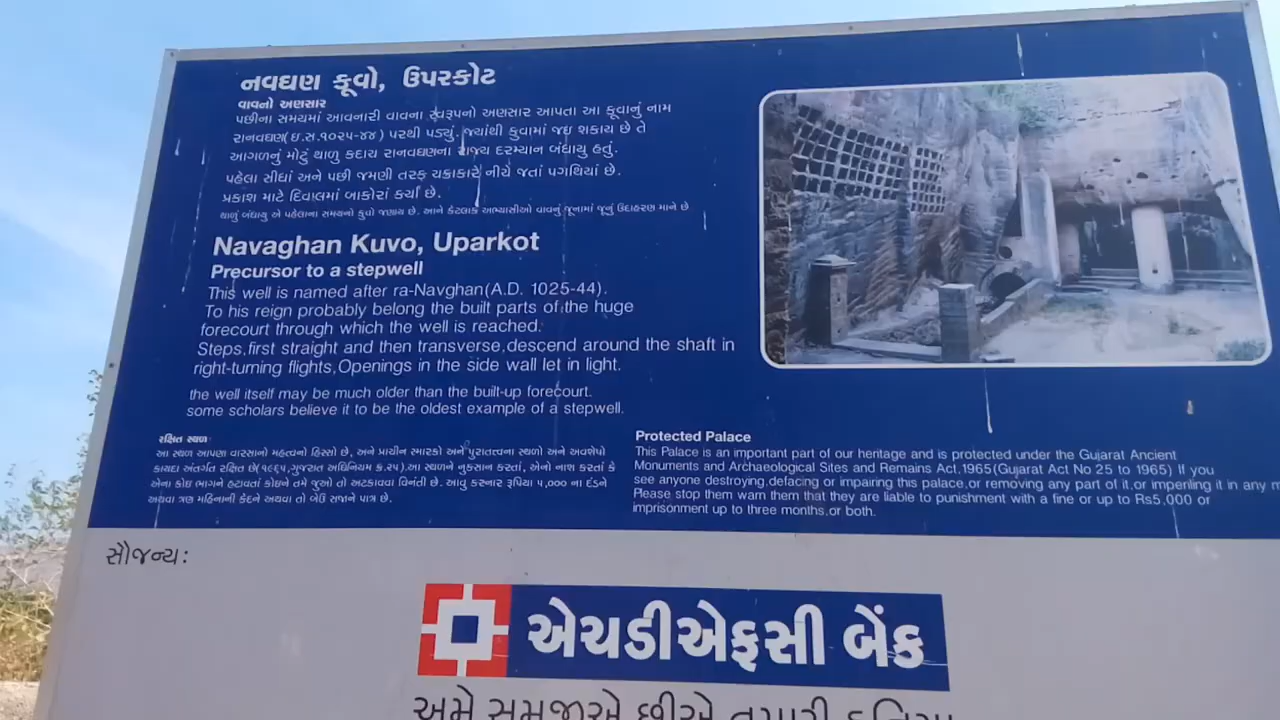 નવઘણ કૂવો, ઉપરકોટ
વાવનો અણસાર
પછીના સમયમાં આવનારી વાવના સ્વરૂપનો અણસાર આપતા આ કૂવાનું નામ
રાનવઘણ(ઇ.સ.૧૦૨૫-૪૪) પરથી પડ્યું. જ્યાંથી કુવામાં જઇ શકાય છે તે
આગળનું મોટું થાળુ કદાચ રાનવઘણના રાજ્ય દરમ્યાન બંધાયુ હતું.
પહેલા સીધાં અને પછી જમણી તરફ ચક્રાકારે નીચે જતાં પગથિયાં છે.
પ્રકાશ માટે દિવાલમાં બાકોરાં કર્યાં છે.
થાળું બંધાયુ એ પહેલાના સમયનો કુવો જણાય છે. આને કેટલાક અભ્યાસીઓ વાવનું જૂનામાં જૂનું ઉદાહરણ માને છે
Navaghan Kuvo, Uparkot
Precursor to a stepwell
This well is named after ra-Navghan(A.D. 1025-44).
To his reign probably belong the built parts of the huge
forecourt through which the well is reached.
Steps,first straight and then transverse,descend around the shaft in
right-turning flights,Openings in the side wall let in light.
the well itself may be much older than the built-up forecourt.
some scholars believe it to be the oldest example of a stepwell.
રક્ષિત સ્થળ
આ સ્થળ આપણા વારસાનો મહત્વનો હિસ્સો છે, અને પ્રાચીન સ્મારકો અને પુરાતત્વના સ્થળો અને અવશેષો
કાયદા અંતર્ગત રક્ષિત છે(૧૯૬૫,ગુજરાત અધિનિયમ ક્ર.૨૫).આ સ્થળને નુકસાન કરતાં, એનો નાશ કરતાં કે
એના કોઇ ભાગને હટાવતાં કોઇને તમે જુઓ તો અટકાવવા વિનંતી છે. આવુ કરનાર રૂપિયા ૫,૦૦૦ ના દંડને
અથવા ત્રણ મહિનાની કેદને અથવા તો બેઉ સજાને પાત્ર છે.
Protected Palace
This Palace is an important part of our heritage and is protected under the Gujarat Ancient
Monuments and Archaeological Sites and Remains Act,1965(Gujarat Act No 25 to 1965) If you
see anyone destroying,defacing or impairing this palace,or removing any part of it,or imperiling it in any
Please stop them warn them that they are liable to punishment with a fine or up to Rs5,000 or
imprisonment up to three months,or both.
સૌજન્ય:
એચડીએફસી બેંક
અમે સમજીએ છીએ તમારી દુનિયા